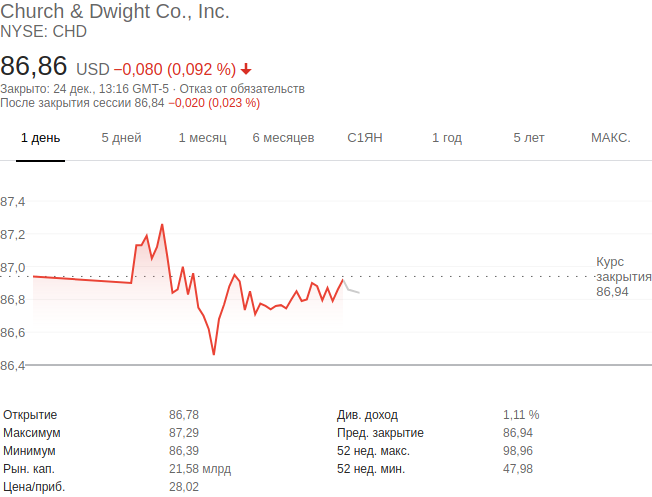 Church & Dwight Co., Inc.
NYSE: CHD
86,86 USD −0,080 (0,092 %)
Закрыто: 24 дек., 13:16 GMT-5 · Отказ от обязательств
После закрытия сессии 86,84 −0,020 (0,023 %)
1 день 5 дней 1 месяц 6 месяцев С1ЯН 1 год 5 лет МАКС.
87,4
87,2
87,0
86,8
86,6
86,4
Курс
закрытия
86,94
Открытие 86,78 Див. доход 1,11 %
Максимум 87,29 Пред. закрытие 86,94
Минимум 86,39 52 нед. макс. 98,96
Рын. кап. 21,58 млрд 52 нед. мин. 47,98
Цена/приб. 28,02